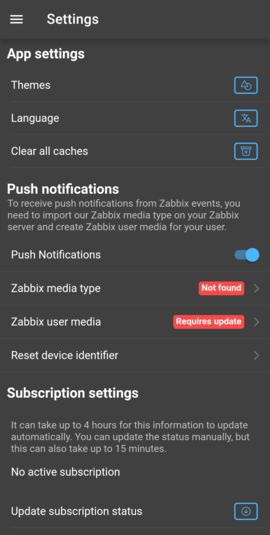 Settings
App settings
Themes
Language
Clear all caches
Push notifications
To receive push notifications from Zabbix events, you
need to import our Zabbix media type on your Zabbix
server and create Zabbix user media for your user.
Push Notifications
Zabbix media type Not found
Zabbix user media Requires update
Reset device identifier
Subscription settings
It can take up to 4 hours for this information to update
automatically. You can update the status manually, but
this can also take up to 15 minutes.
No active subscription
Update subscription status